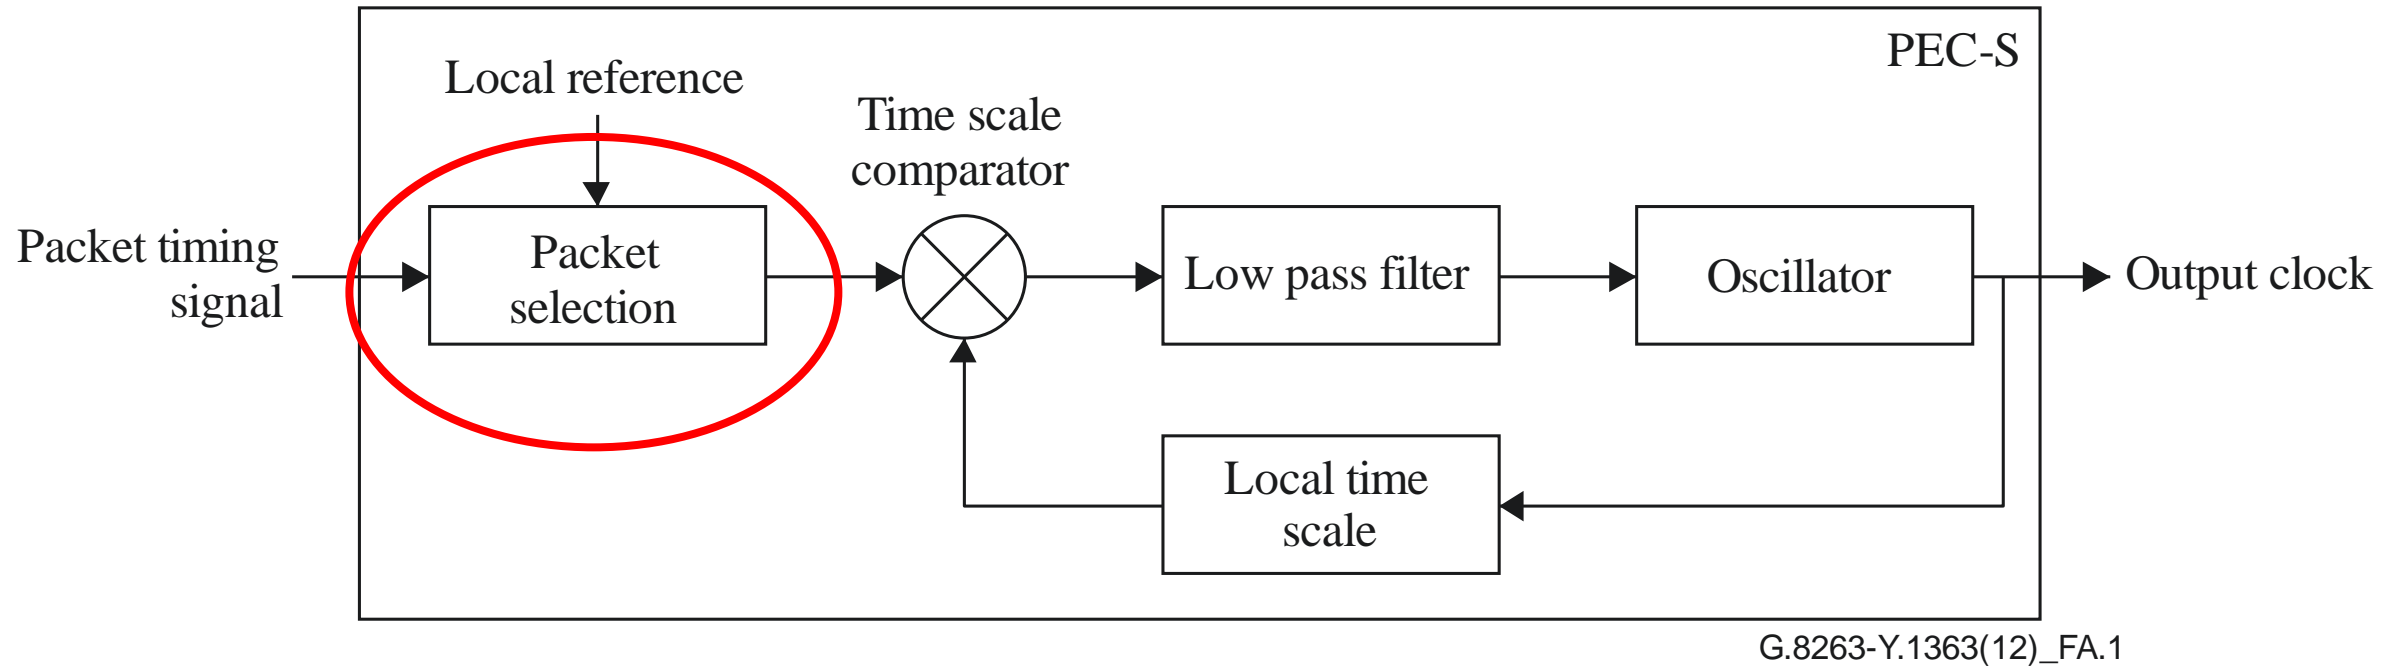 PEC-S
Local reference
Time scale
comparator
Packet timing
signal
Packet
selection
Low pass filter
Oscillator
Output clock
Local time
scale
G.8263-Y.1363(12)_FA.1